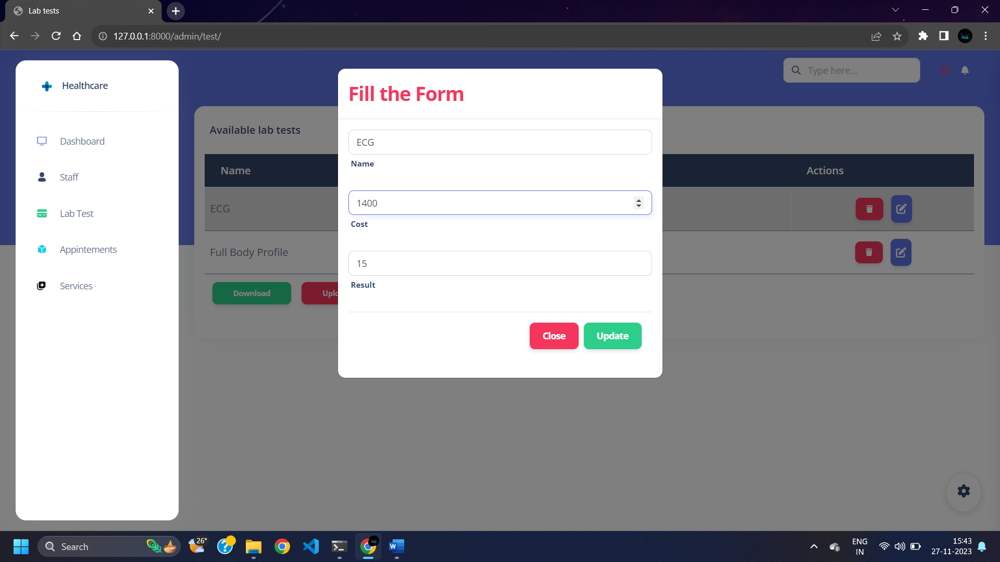 Lab tests
127.0.0.1:8000/admin/test/
Healthcare
Type here...
Dashboard
Staff
Lab Test
Appintements
Services
Available lab tests
Name
Actions
ECG
Full Body Profile
Download
Uplo
Fill the Form
ECG
Name
1400
Cost
15
Result
Close
Update
Search
26°
ENG
IN
15:43
27-11-2023